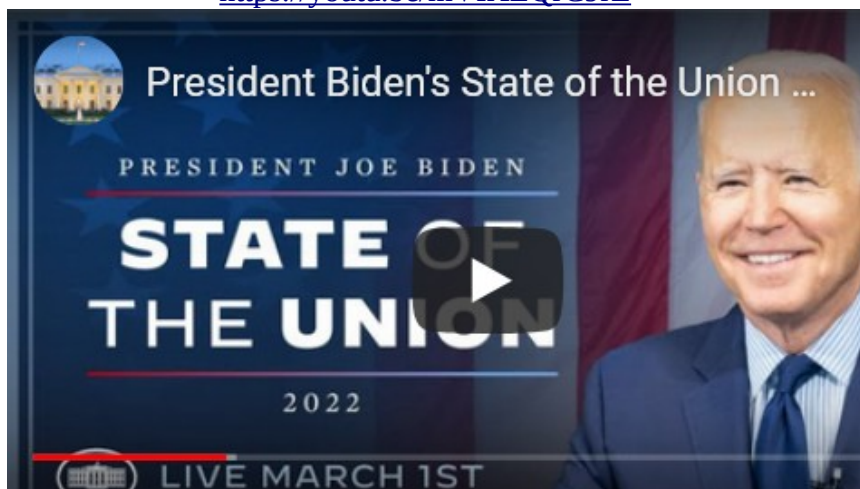 President Biden's State of the Union ...
PRESIDENT JOE BIDEN
STATE OF
THE UNION
2022
LIVE MARCH 1ST